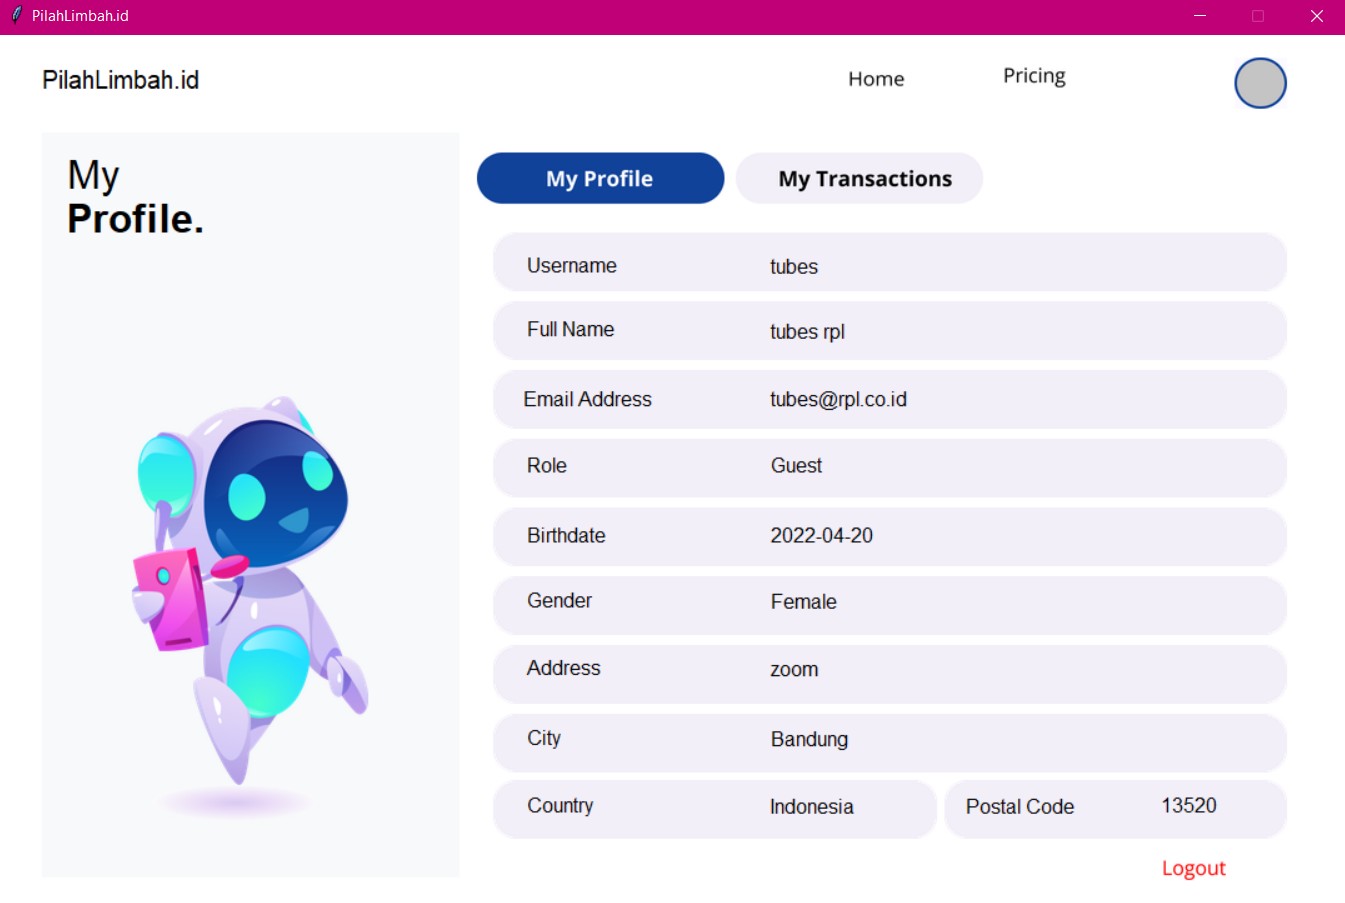 PilahLimbah.id
PilahLimbah.id
Home
Pricing
My
Profile.
My Profile
My Transactions
Username tubes
Full Name tubes rpl
Email Address tubes@rpl.co.id
Role Guest
Birthdate 2022-04-20
Gender Female
Address zoom
City Bandung
Country Indonesia
Postal Code 13520
Logout